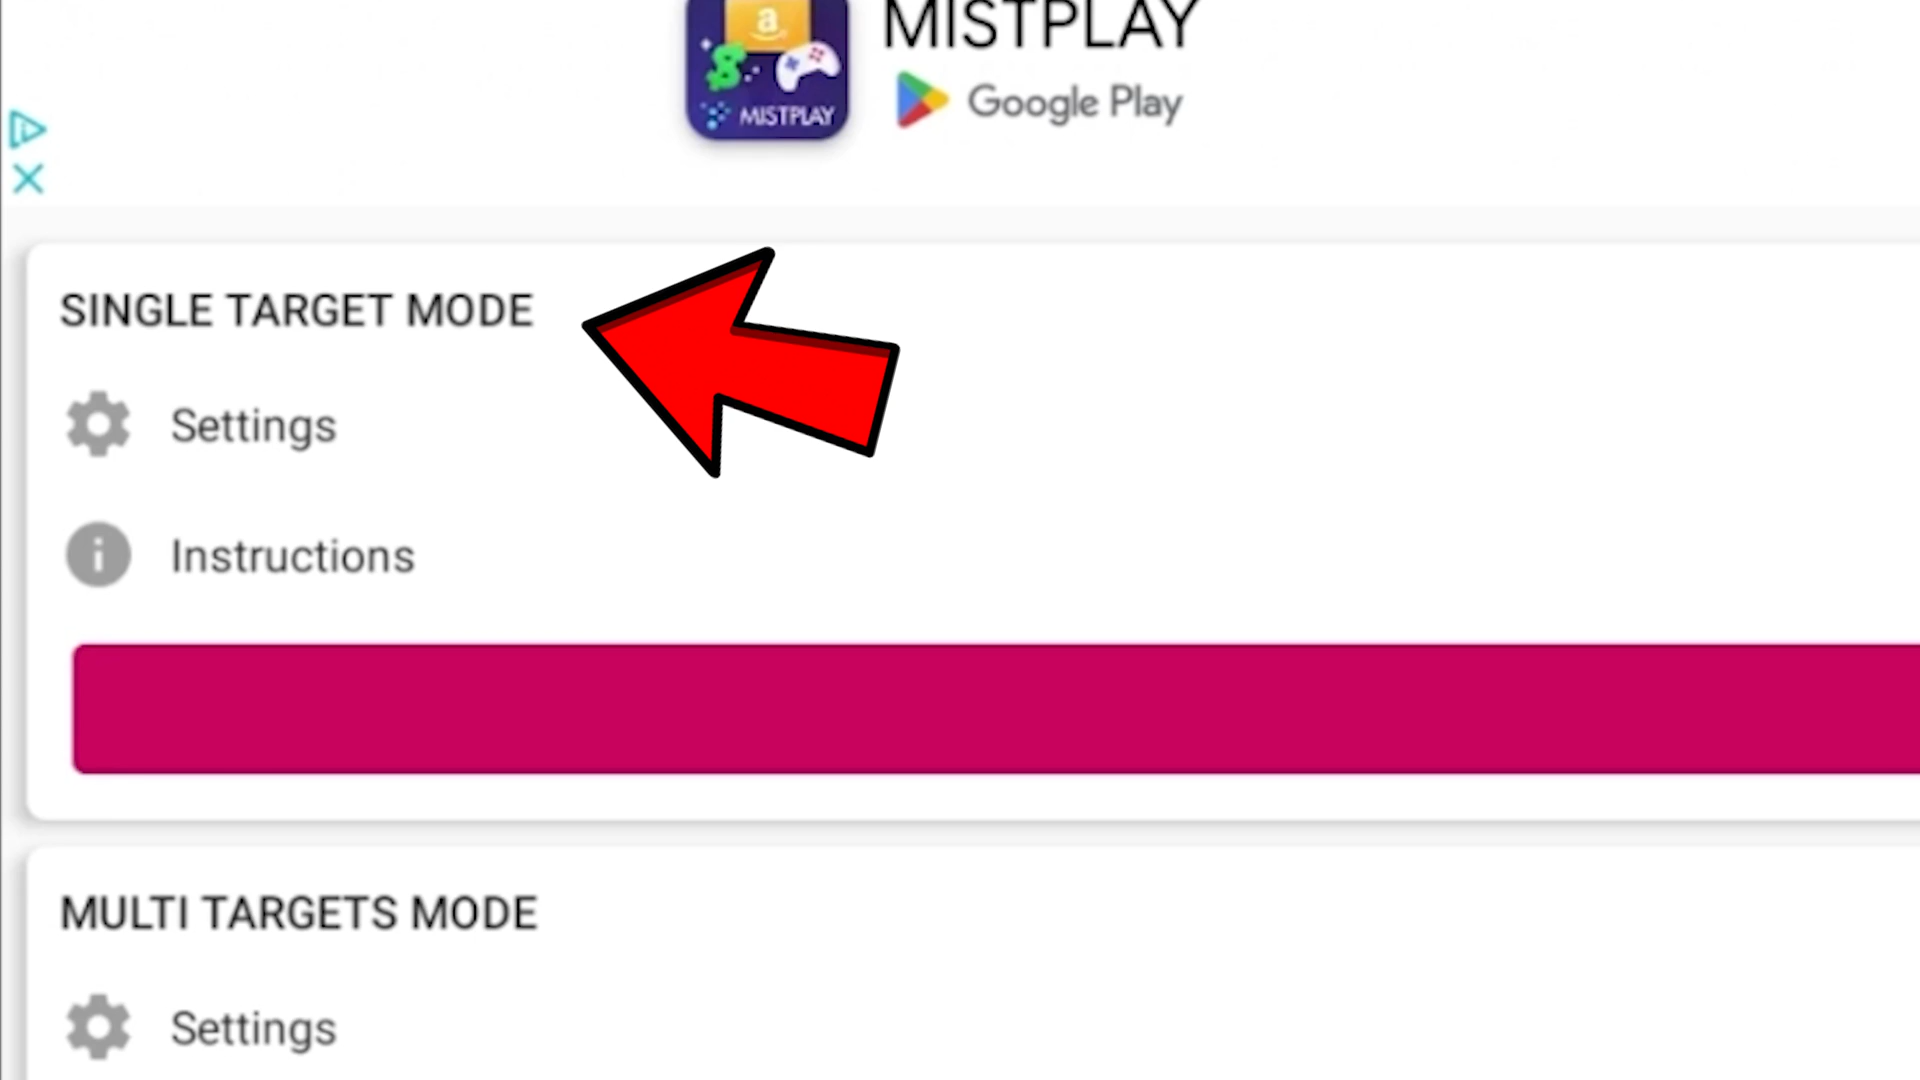 MISTPLAY
a
MISTPLAY
Google Play
SINGLE TARGET MODE
Settings
Instructions
MULTI TARGETS MODE
Settings